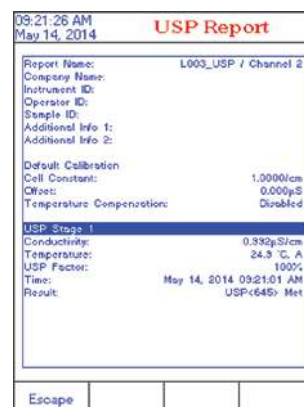 09:21:26 AM
May 14, 2014
USP Report
Report Name: L003_USP / Channel 2
Company Name:
Instrument ID:
Operator ID:
Sample ID:
Additional Info 1:
Additional Info 2:
Default Calibration
Cell Constant: 1.0000/cm
Offset: 0.000µS
Temperature Compensation: Disabled
USP Stage 1
Conductivity: 0.992µS/cm
Temperature: 24.9 °C, A
USP Factor: 100%
Time: May 14, 2014 09:21:01 AM
Result: USP<645> Met
Escape